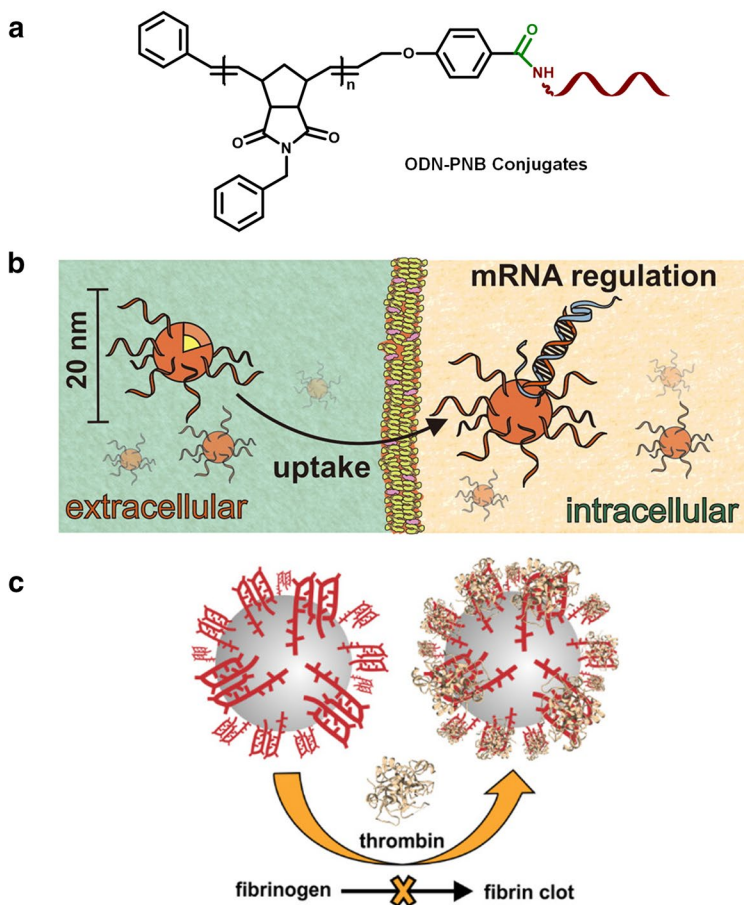 a
O
O
NH
n
O
O
N
ODN-PNB Conjugates
b
mRNA regulation
20 nm
uptake
extracellular
intracellular
c
thrombin
fibrinogen
fibrin clot